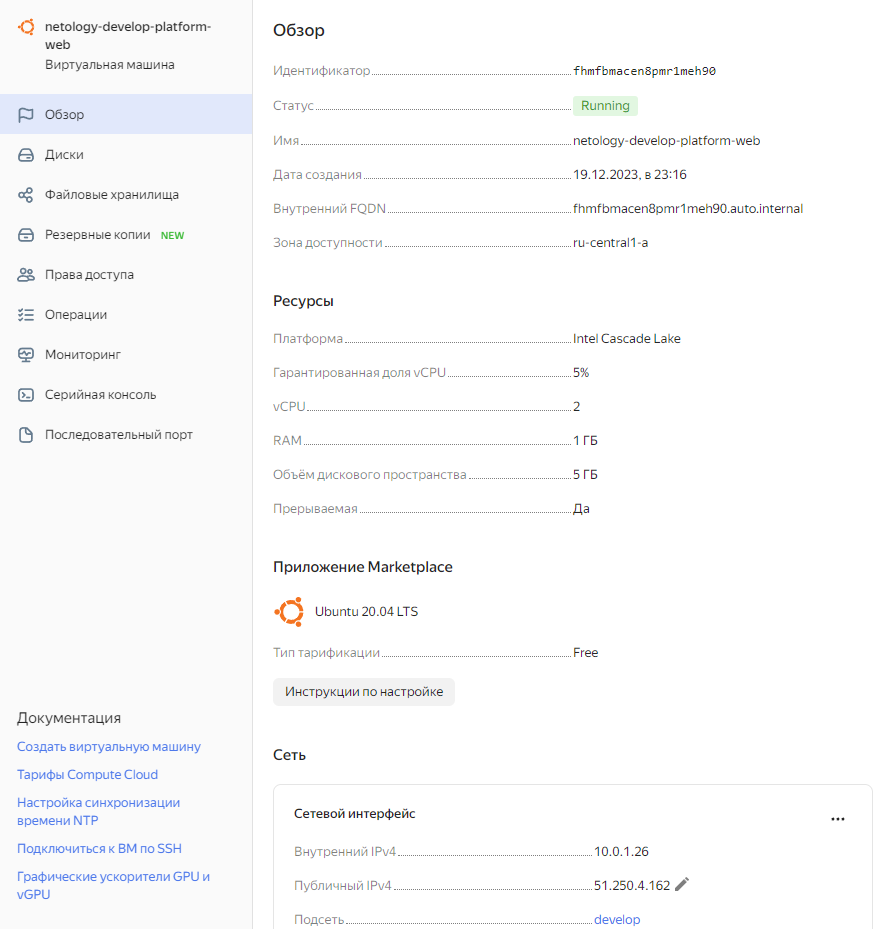 netology-develop-platform-
web
Виртуальная машина
Обзор
Диски
Файловые хранилища
Резервные копии NEW
Права доступа
Операции
Мониторинг
Серийная консоль
Последовательный порт
Документация
Создать виртуальную машину
Тарифы Compute Cloud
Настройка синхронизации
времени NTP
Подключиться к ВМ по SSH
Графические ускорители GPU и
vGPU
Обзор
Идентификатор fhmfbmacen8pmr1meh90
Статус Running
Имя netology-develop-platform-web
Дата создания 19.12.2023, в 23:16
Внутренний FQDN fhmfbmacen8pmr1meh90.auto.internal
Зона доступности ru-central1-a
Ресурсы
Платформа Intel Cascade Lake
Гарантированная доля vCPU 5%
vCPU 2
RAM 1 ГБ
Объём дискового пространства 5 ГБ
Прерываемая Да
Приложение Marketplace
Ubuntu 20.04 LTS
Тип тарификации Free
Инструкции по настройке
Сеть
Сетевой интерфейс
Внутренний IPv4 10.0.1.26
Публичный IPv4 51.250.4.162
Подсеть develop